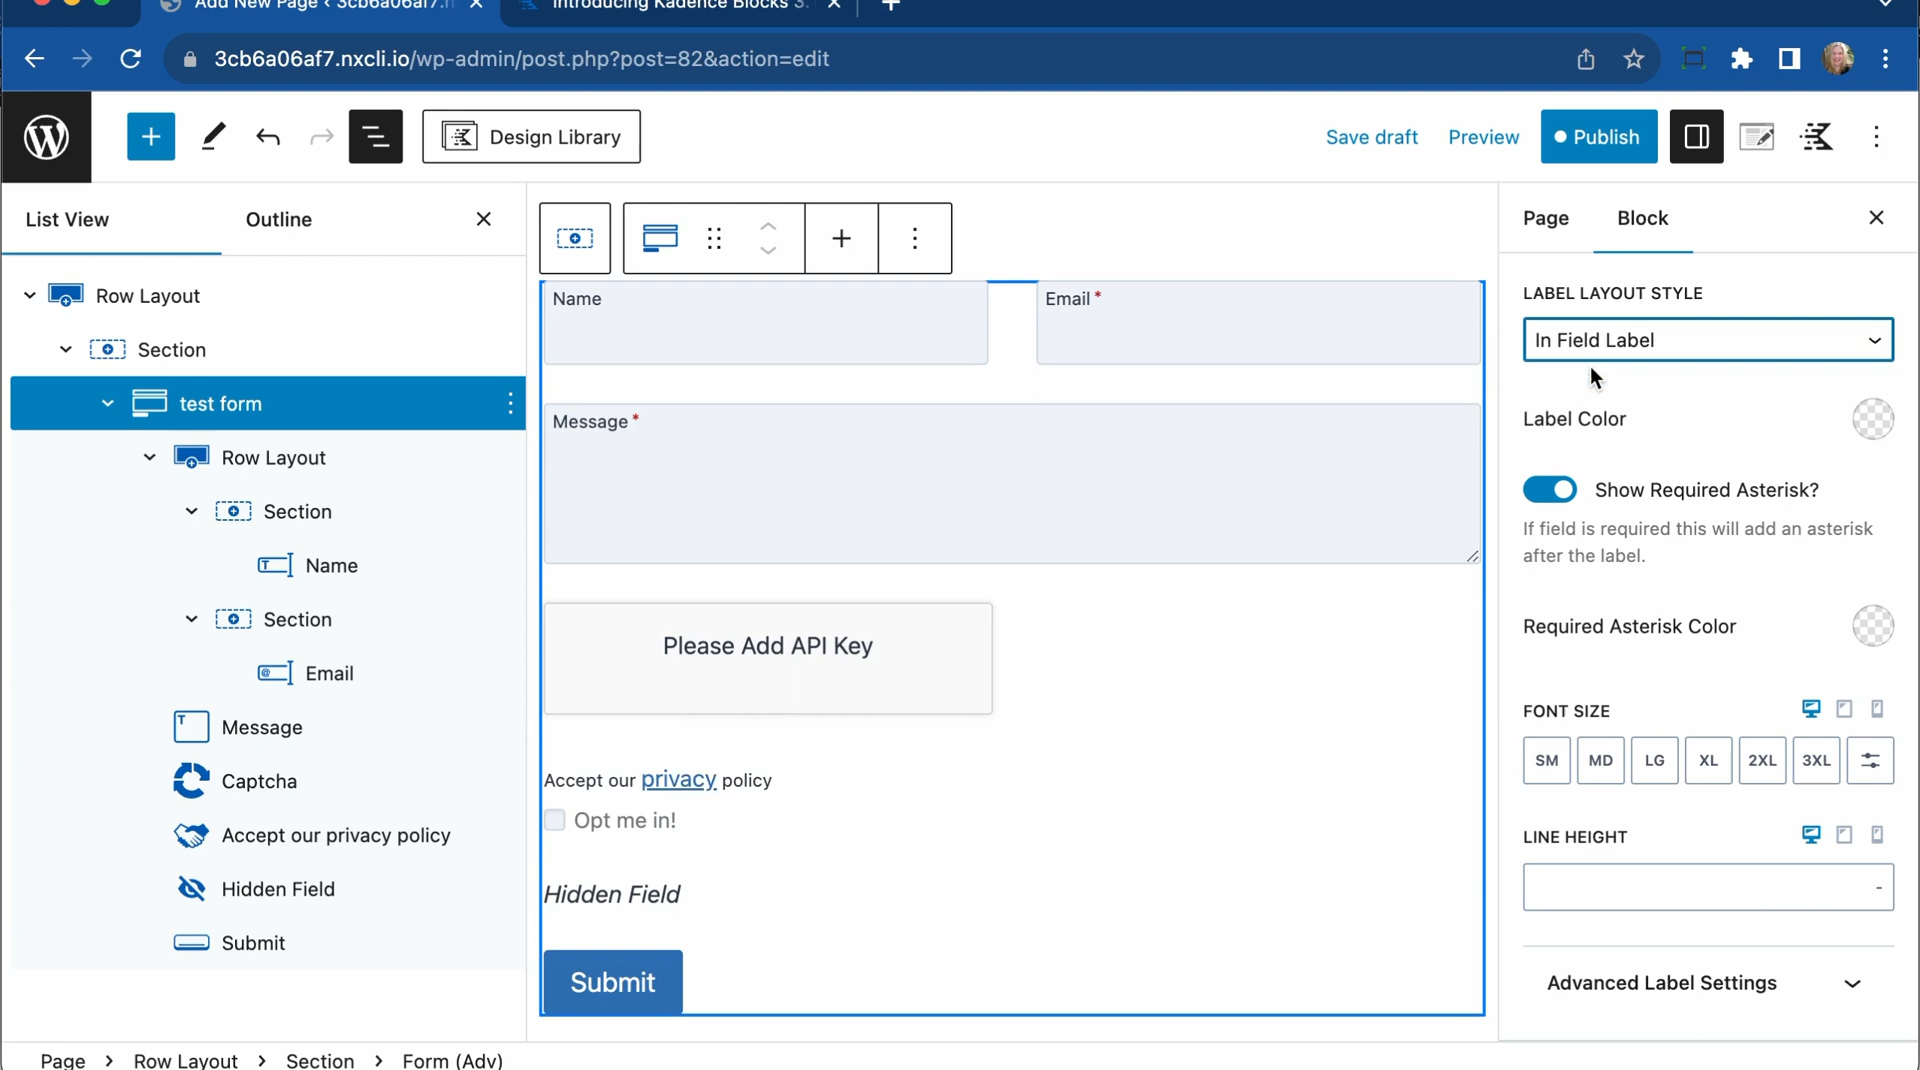 Add New Page < 3cb6a06af7.n
Introducing Kadence Blocks 3.
3cb6a06af7.nxcli.io/wp-admin/post.php?post=82&action=edit
Design Library
Save draft
Preview
Publish
List View
Outline
Page
Block
Row Layout
Section
test form
Row Layout
Section
Name
Section
Email
Message
Captcha
Accept our privacy policy
Hidden Field
Submit
Name
Email *
Message *
Please Add API Key
Accept our privacy policy
Opt me in!
Hidden Field
Submit
LABEL LAYOUT STYLE
In Field Label
Label Color
Show Required Asterisk?
If field is required this will add an asterisk
after the label.
Required Asterisk Color
FONT SIZE
SM MD LG XL 2XL 3XL
LINE HEIGHT
-
Advanced Label Settings
Page > Row Layout > Section > Form (Adv)